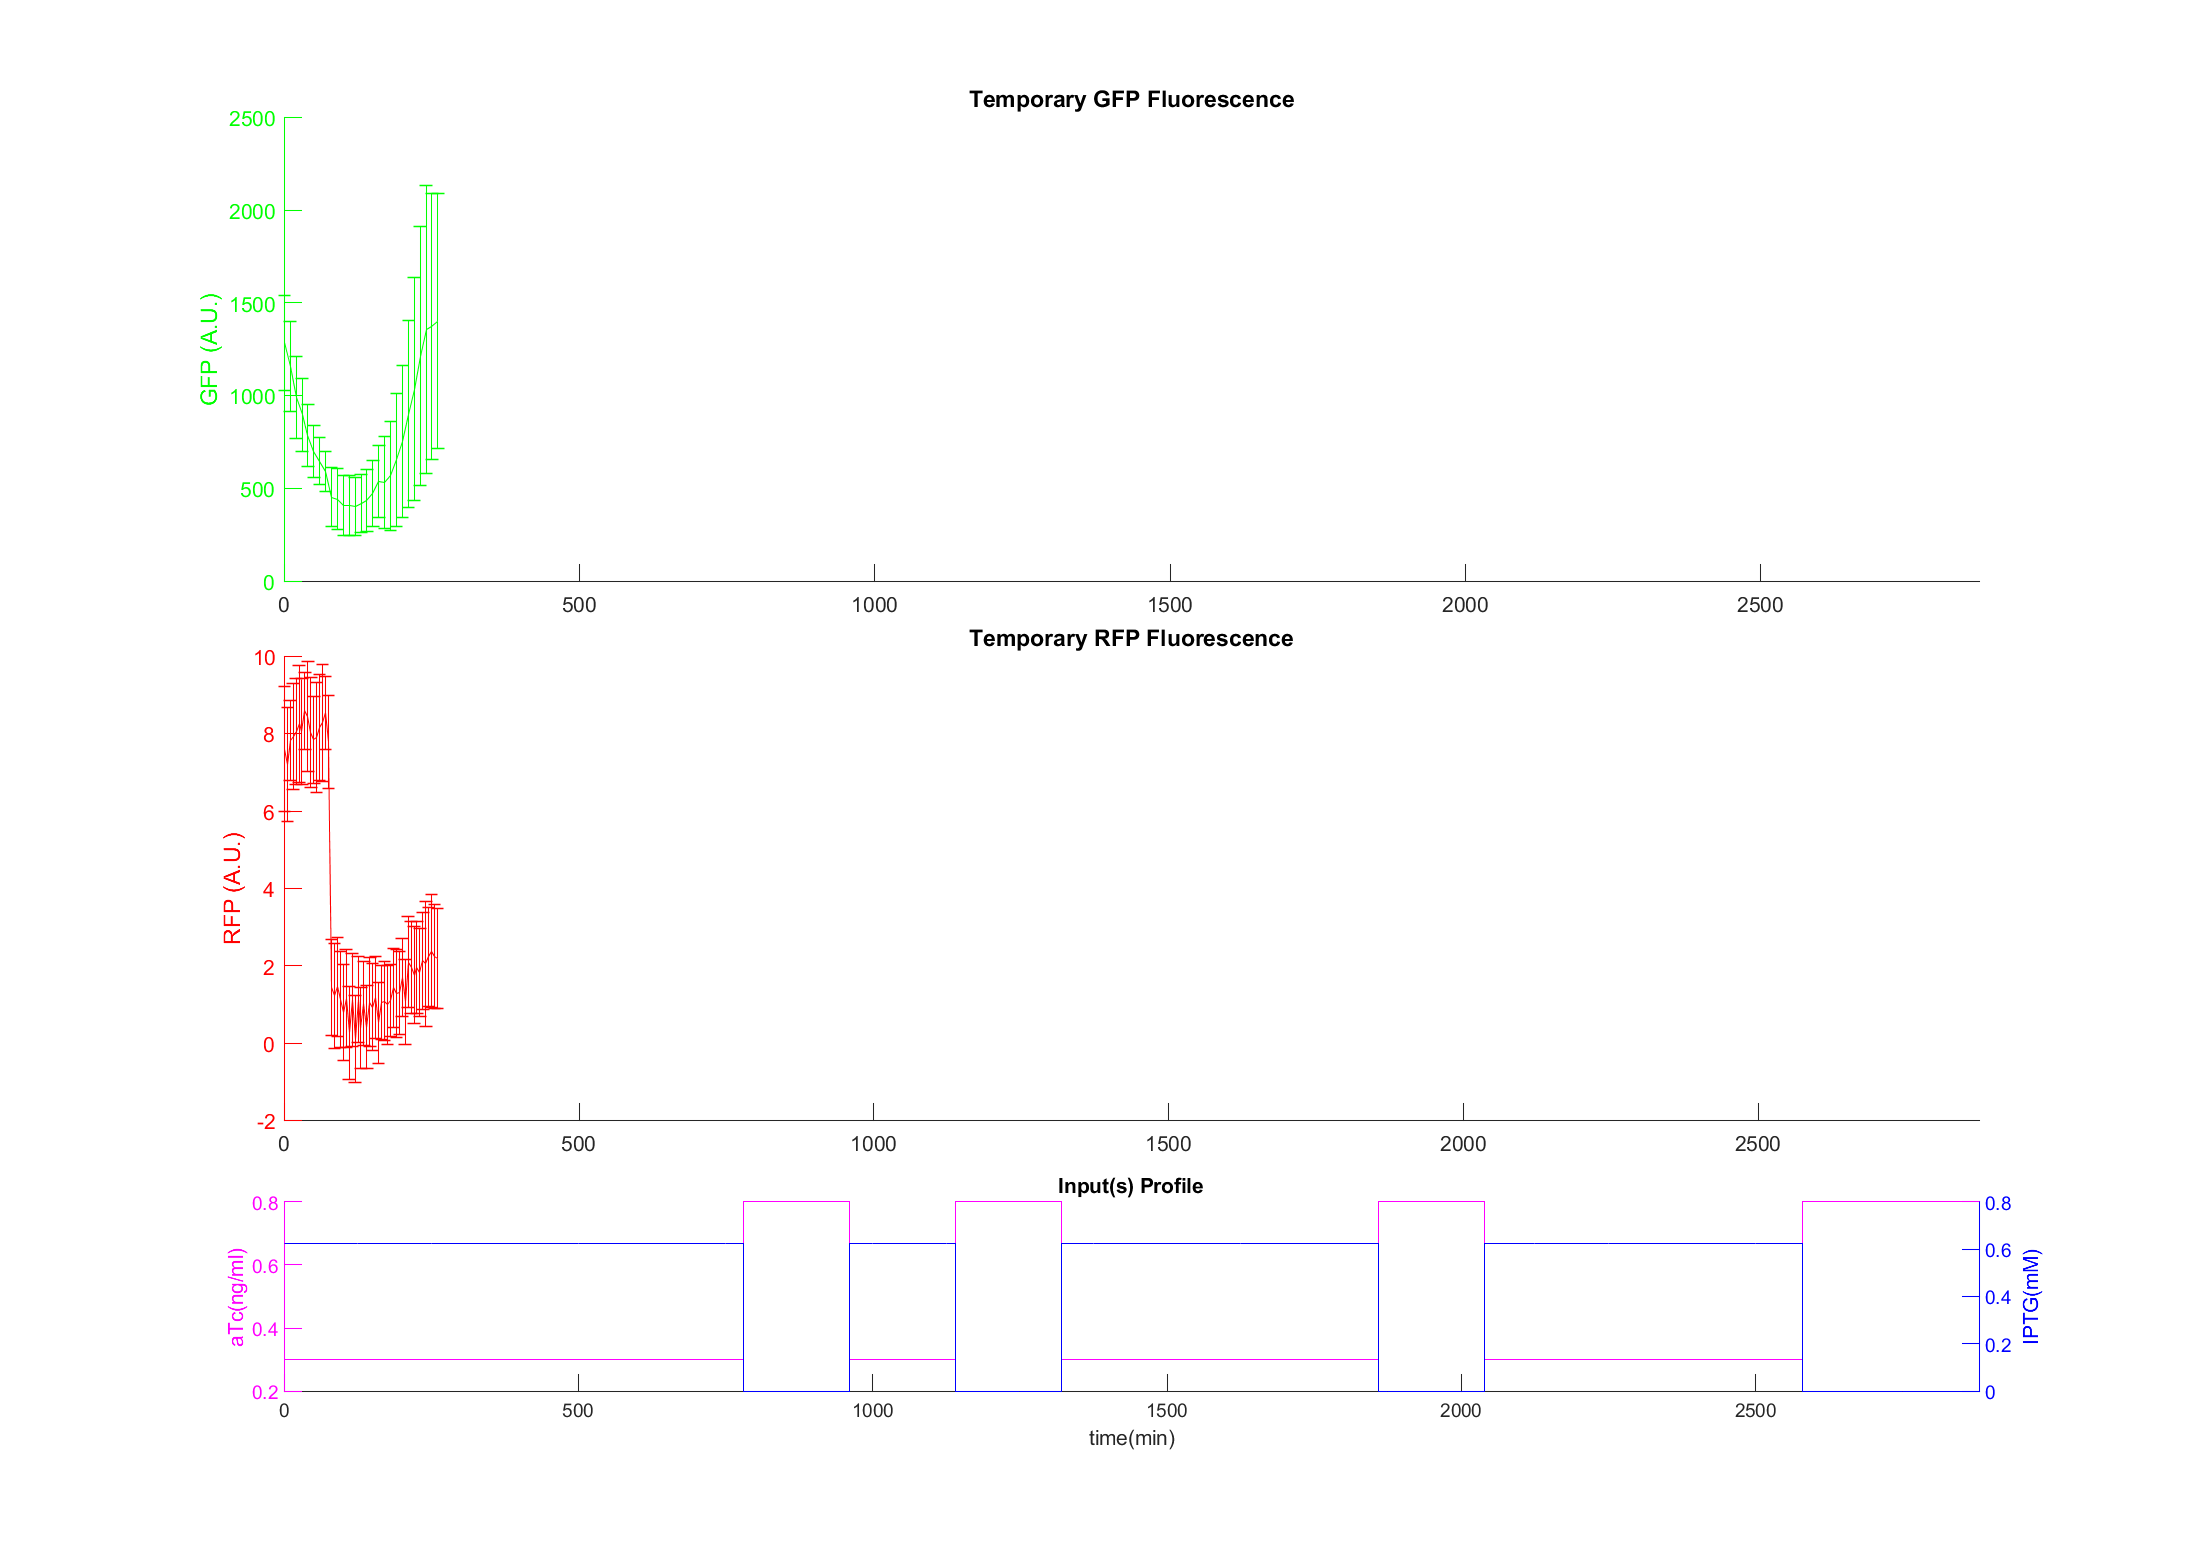 Temporary GFP Fluorescence
2500
2000
1500
1000
500
0
GFP (A.U.)
0 500 1000 1500 2000 2500
Temporary RFP Fluorescence
10
8
6
4
2
0
-2
RFP (A.U.)
0 500 1000 1500 2000 2500
Input(s) Profile
0.8
0.6
0.4
0.2
aTc(ng/ml)
0.8
0.6
0.4
0.2
0
IPTG(mM)
0 500 1000 1500 2000 2500
time(min)